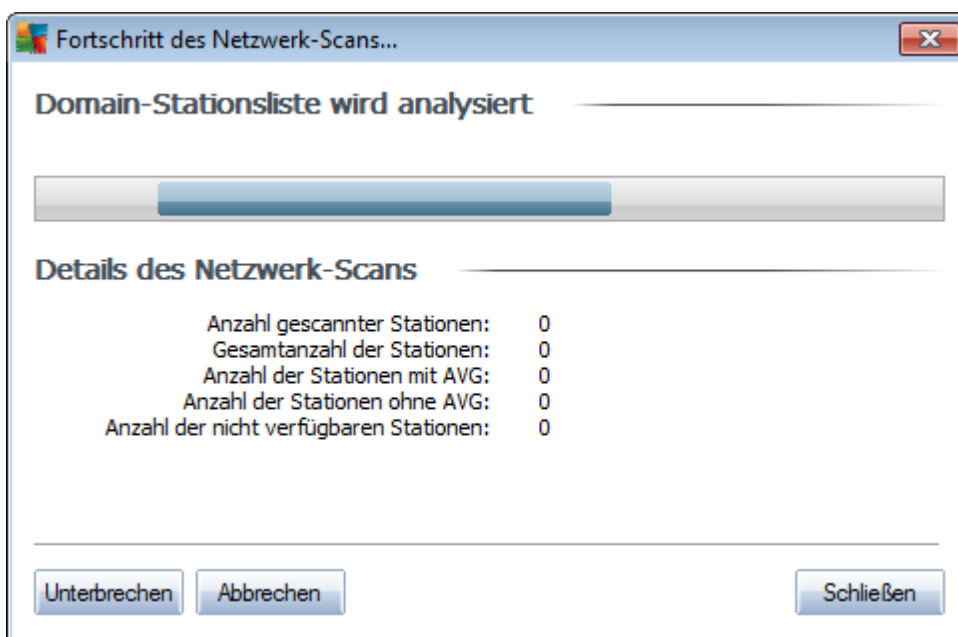 Fortschritt des Netzwerk-Scans...
Domain-Stationsliste wird analysiert
Details des Netzwerk-Scans
Anzahl gescannter Stationen: 0
Gesamtanzahl der Stationen: 0
Anzahl der Stationen mit AVG: 0
Anzahl der Stationen ohne AVG: 0
Anzahl der nicht verfügbaren Stationen: 0
Unterbrechen Abbrechen Schließen